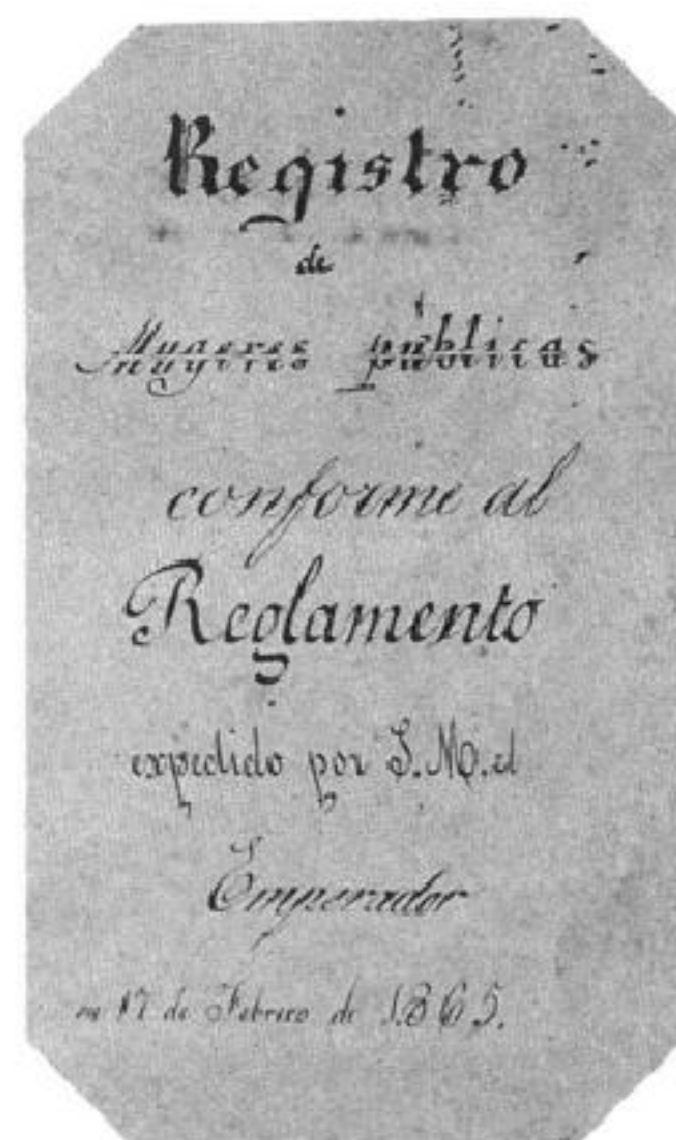 Registro
de
Mugeres públicas
conforme al
Reglamento
expedido por S.M. el
Emperador
en 17 de Febrero de 1865.